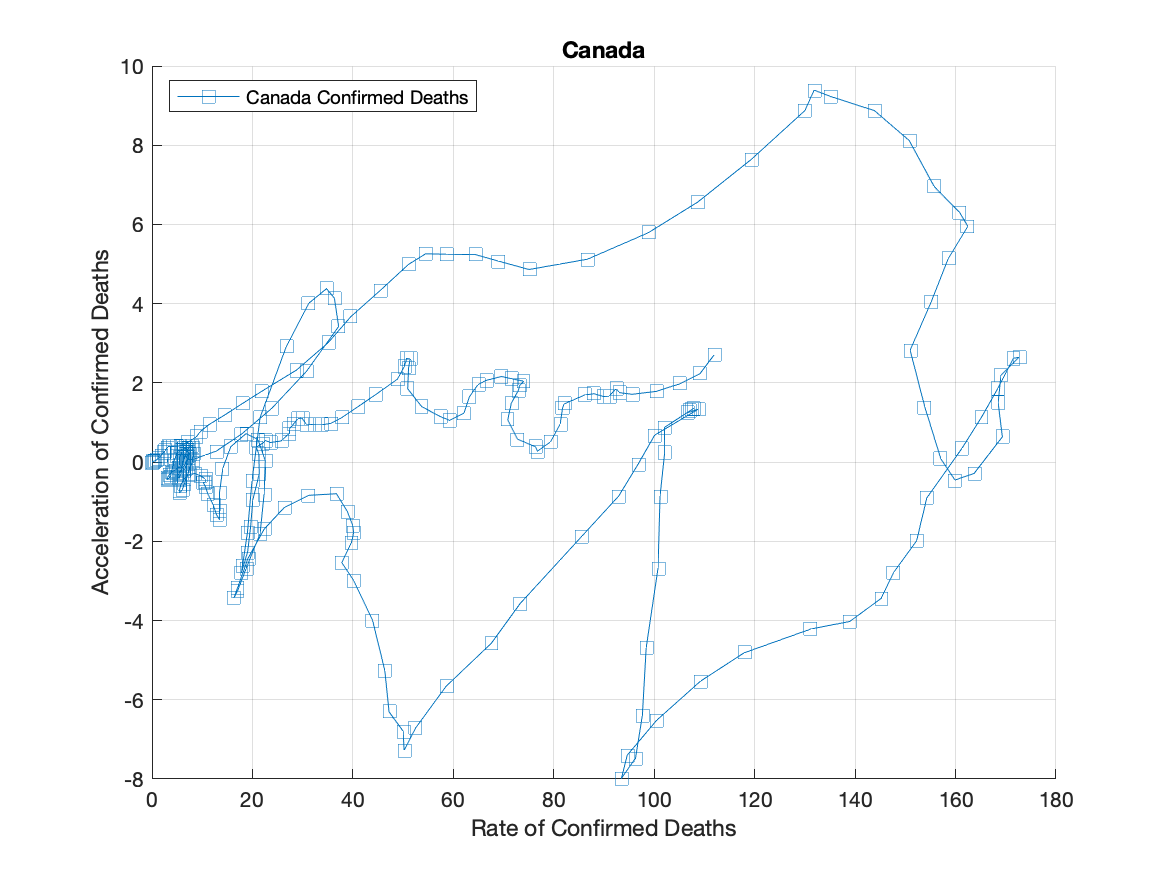 Canada
Canada Confirmed Deaths
10
8
6
4
2
0
-2
-4
-6
-8
Acceleration of Confirmed Deaths
0 20 40 60 80 100 120 140 160 180
Rate of Confirmed Deaths